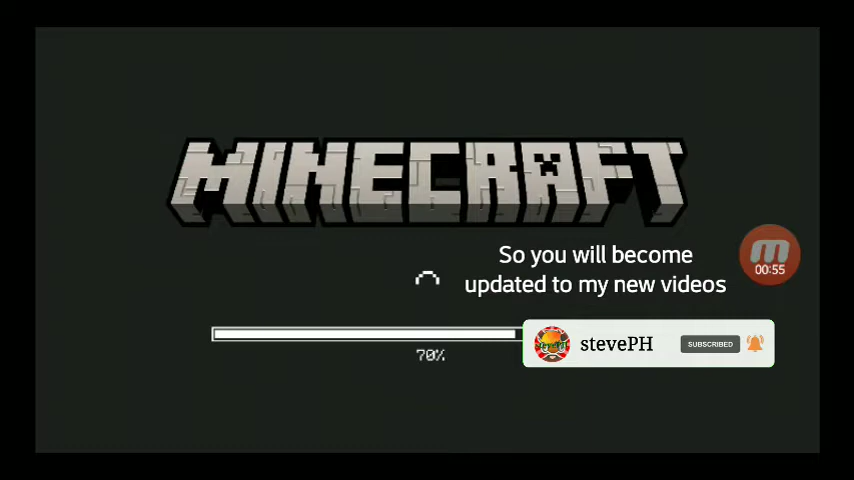 MINECRAFT
So you will become
updated to my new videos
00:55
stevePH
SUBSCRIBED
70%